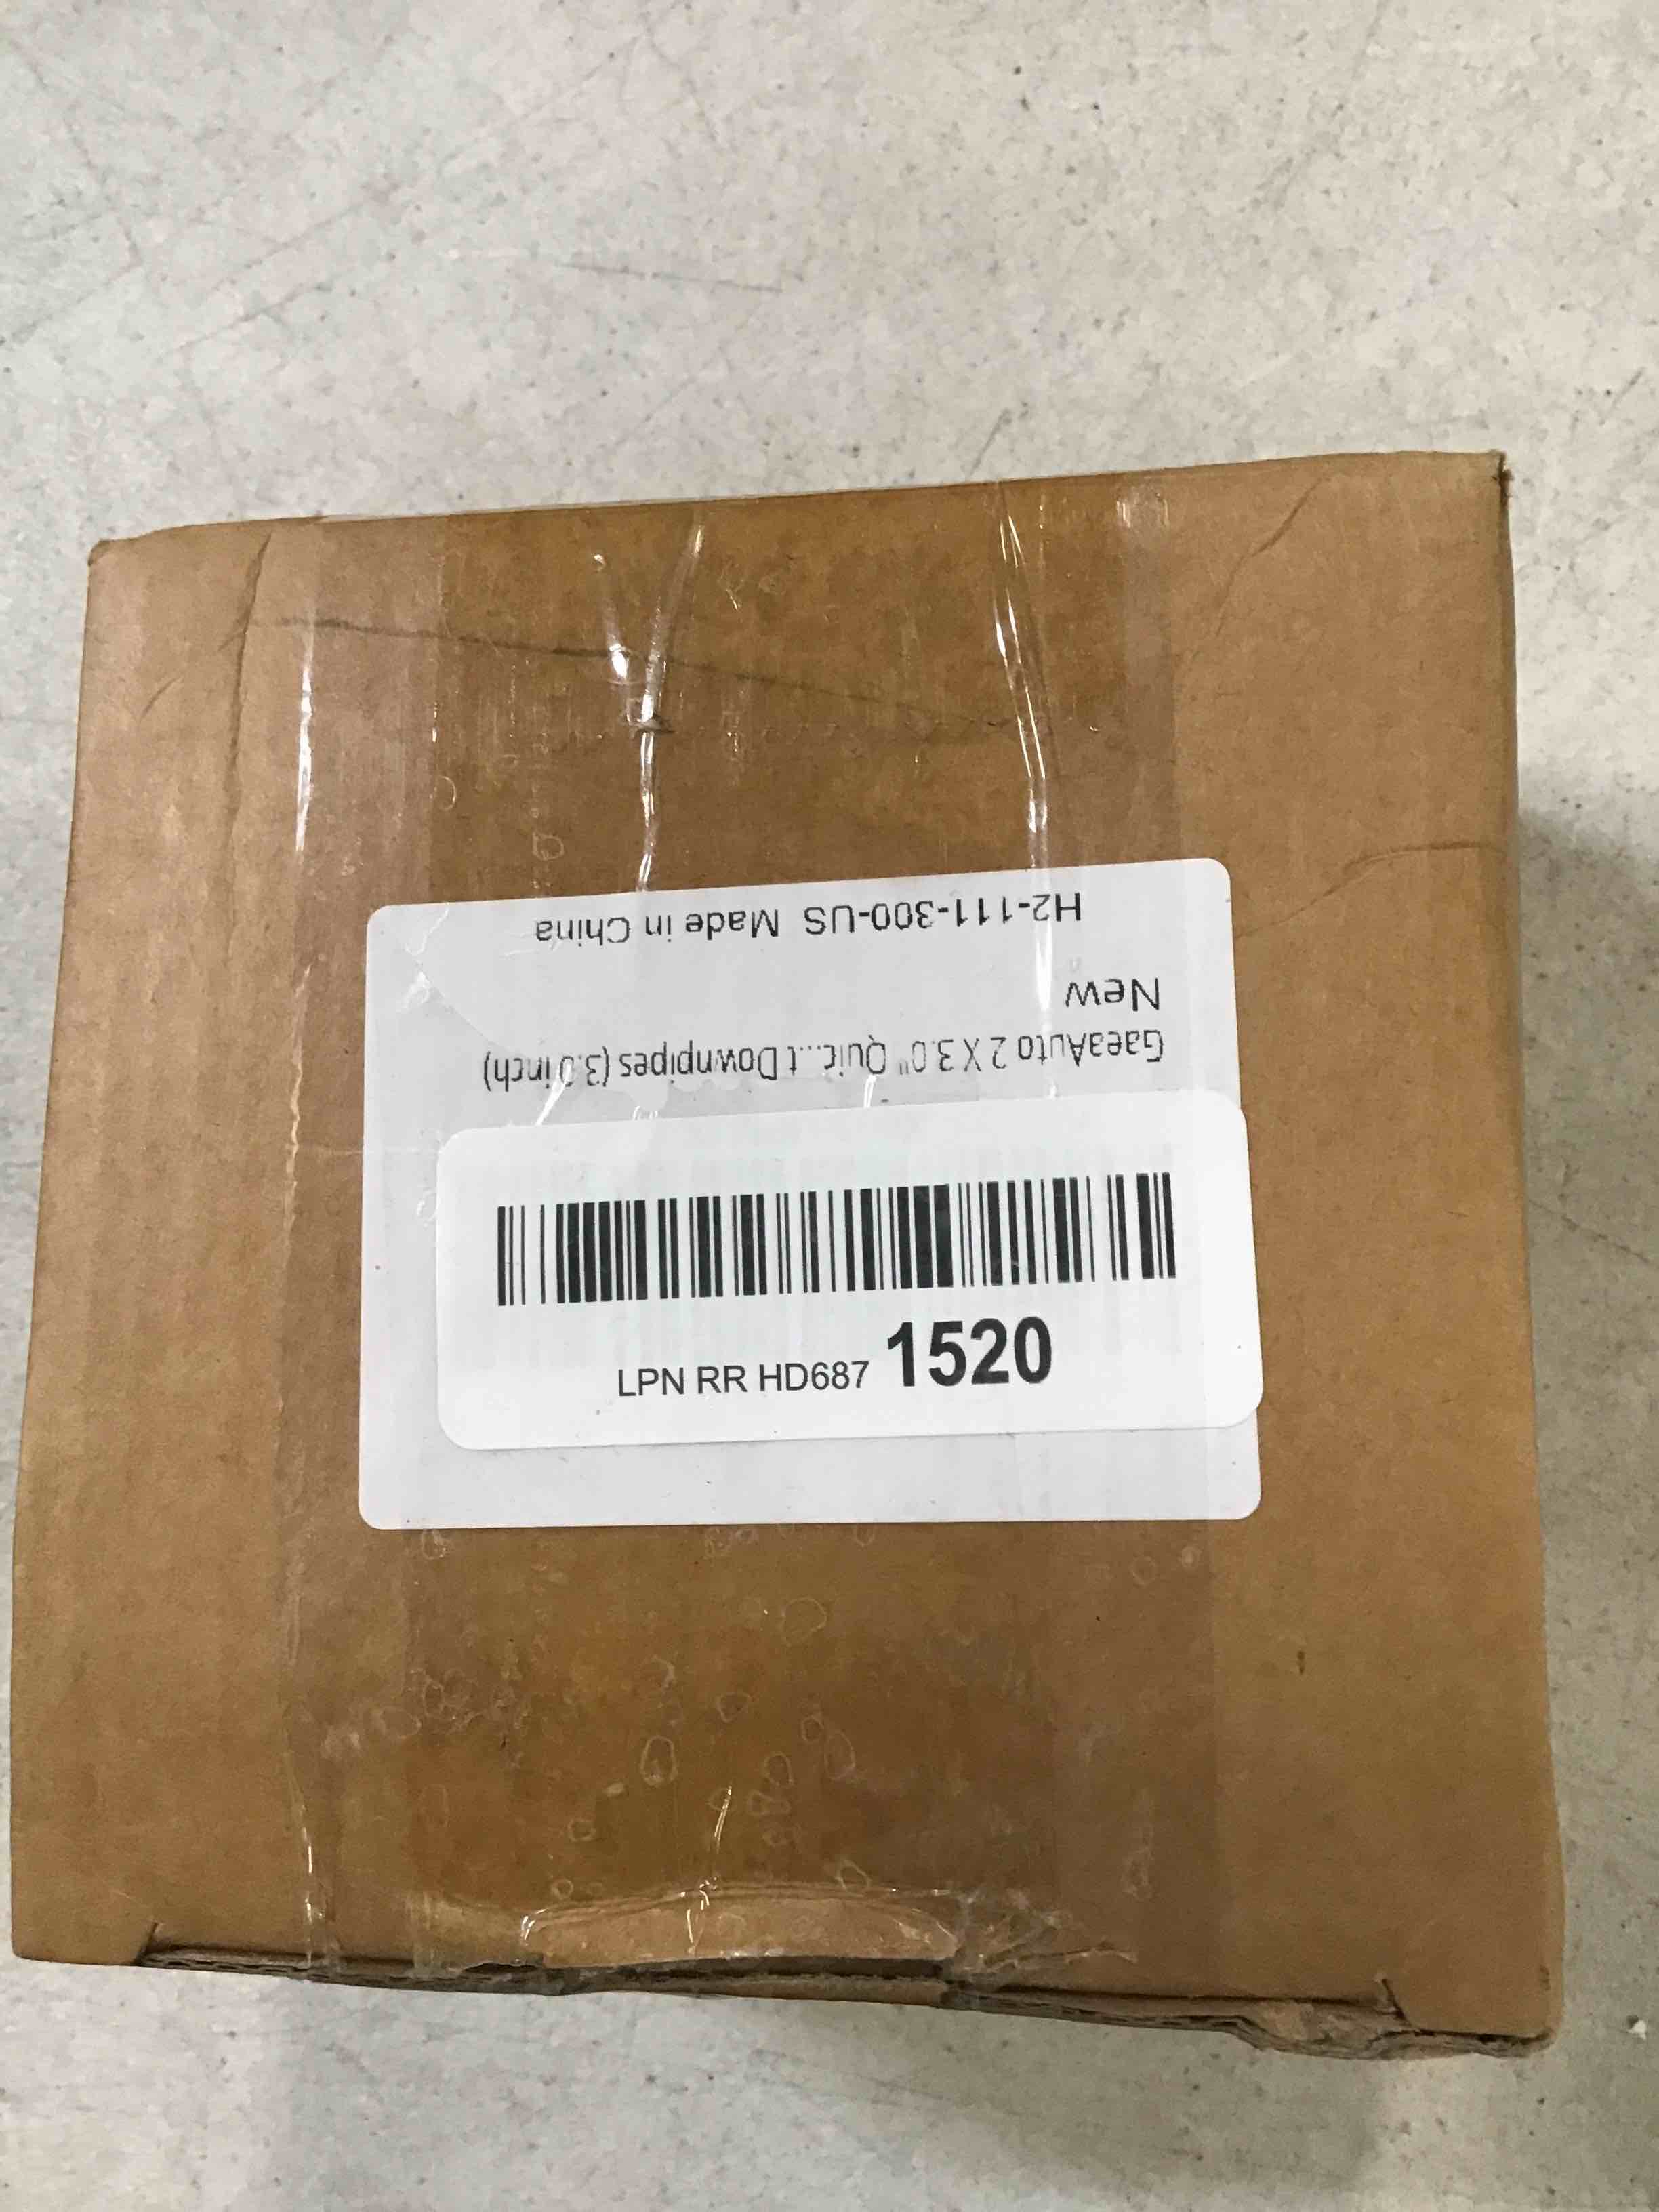 GaeaAuto 2 X 3.0" Quic...t Downpipes (3.0 inch)
New
H2-111-300-US Made in China
LPN RR HD687 1520